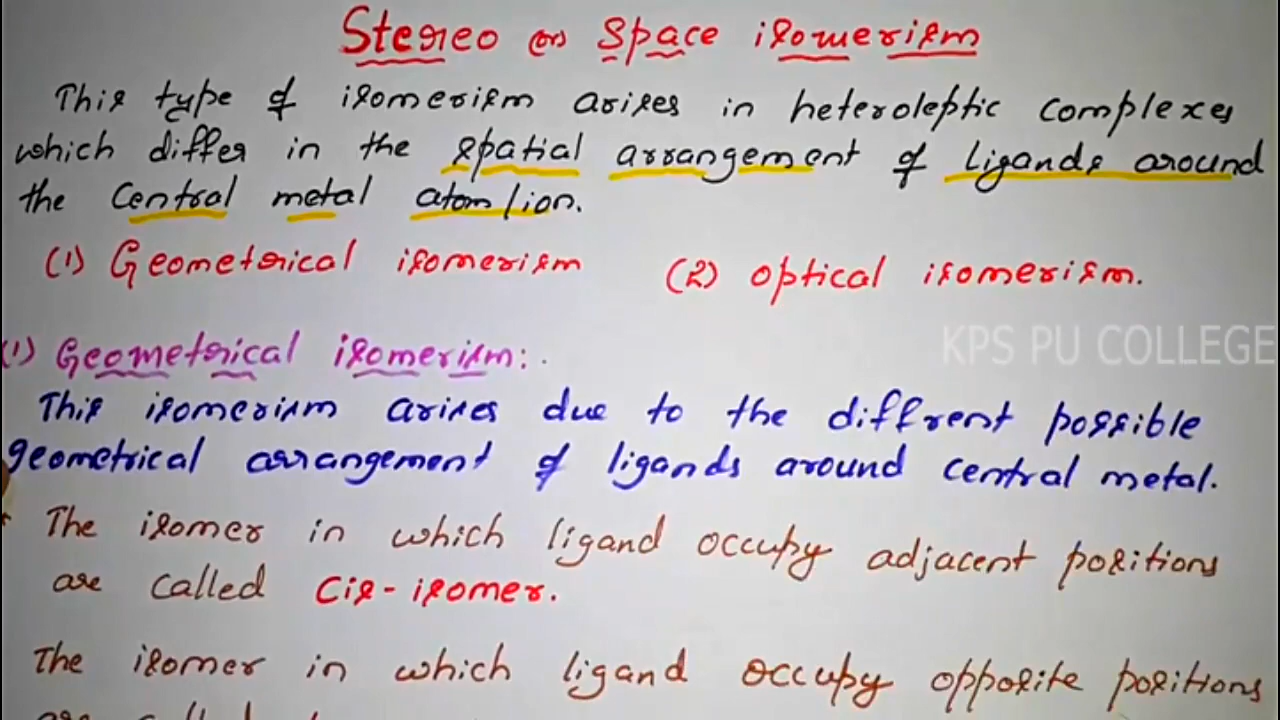 Stereo (or) Space isomerism
This type of isomerism arises in heteroleptic complexes
which differ in the spatial arrangement of ligands around
the central metal atom/ion.
(1) Geometrical isomerism (2) optical isomerism.
KPS PU COLLEGE
(1) Geometrical isomerism:.
This isomerism arises due to the diffrent possible
geometrical arrangement of ligands around central metal.
The isomer in which ligand occupy adjacent positions
are called Cis-isomer.
The isomer in which ligand occupy opposite positions
are called